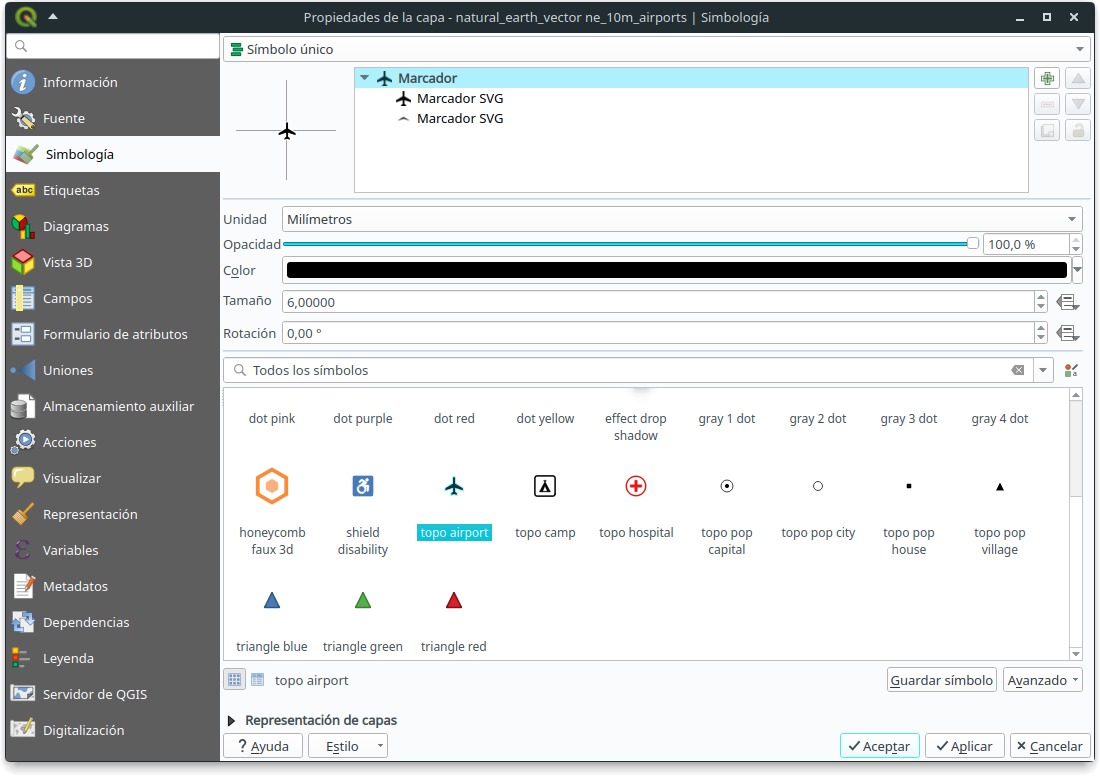 Propiedades de la capa - natural_earth_vector ne_10m_airports | Simbología
Información
Fuente
Simbología
abc Etiquetas
Diagramas
Vista 3D
Campos
Formulario de atributos
Uniones
Almacenamiento auxiliar
Acciones
Visualizar
Representación
Variables
Metadatos
Dependencias
Leyenda
Servidor de QGIS
Digitalización
Símbolo único
Marcador
Marcador SVG
Marcador SVG
Unidad Milímetros
Opacidad 100,0 %
Color
Tamaño 6,00000
Rotación 0,00 °
Todos los símbolos
dot pink dot purple dot red dot yellow effect drop shadow gray 1 dot gray 2 dot gray 3 dot gray 4 dot
honeycomb faux 3d shield disability topo airport topo camp topo hospital topo pop capital topo pop city topo pop house topo pop village
triangle blue triangle green triangle red
topo airport Guardar símbolo Avanzado
Representación de capas
? Ayuda Estilo Aceptar Aplicar Cancelar